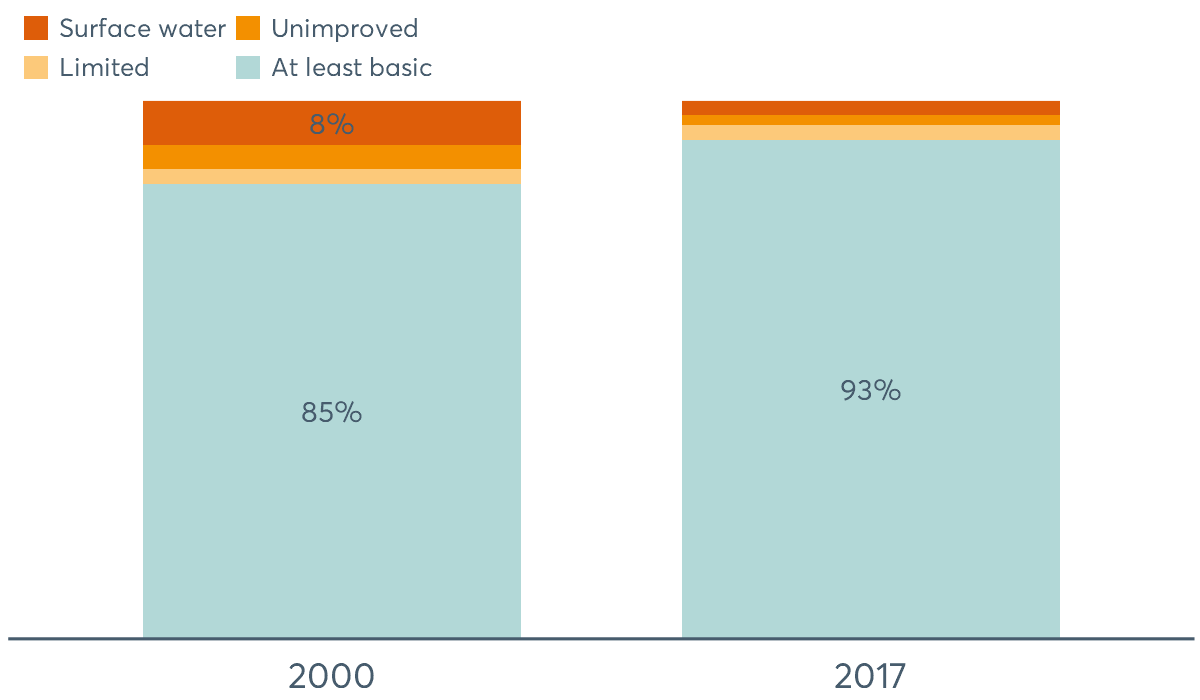 Surface water Unimproved
Limited At least basic
8%
85%
93%
2000 2017